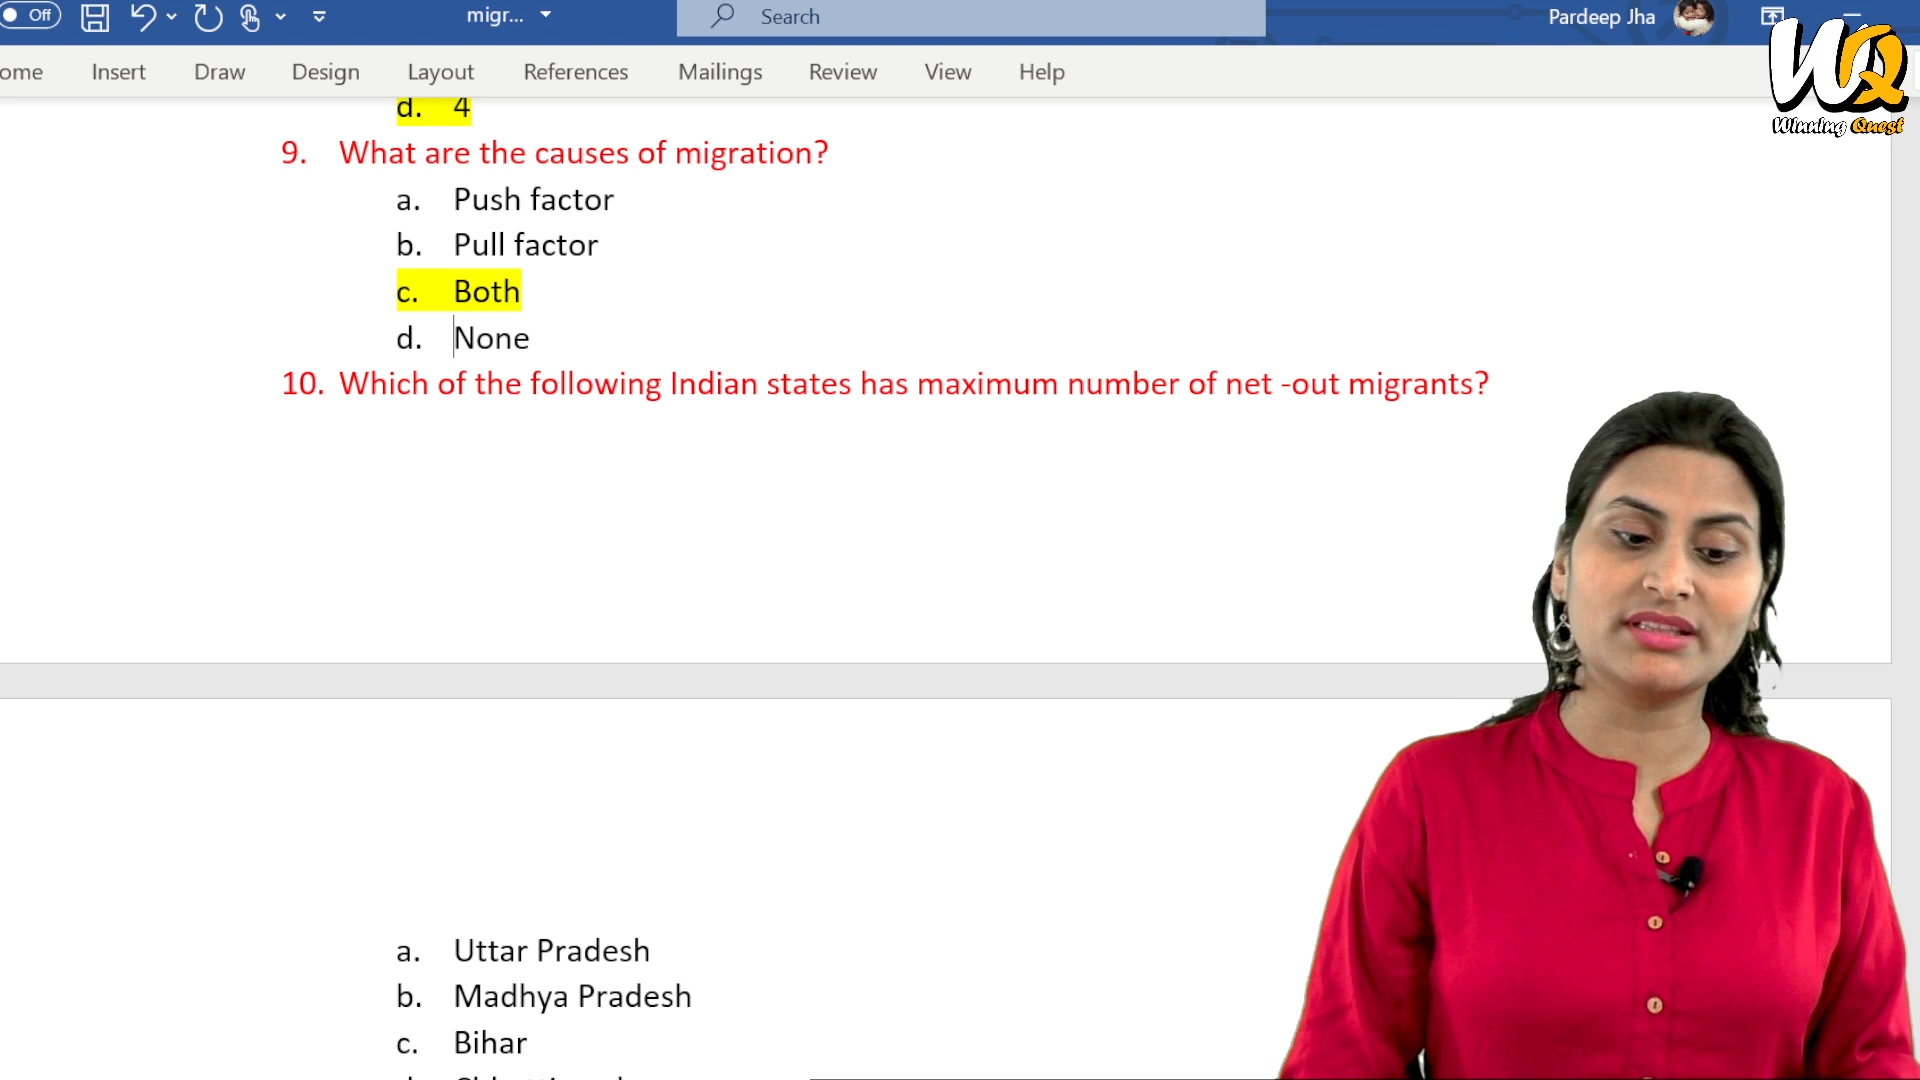 Off
migr...
Search
Pardeep Jha
ome Insert Draw Design Layout References Mailings Review View Help
WQ
Winning Quest
d. 4
9. What are the causes of migration?
a. Push factor
b. Pull factor
c. Both
d. None
10. Which of the following Indian states has maximum number of net -out migrants?
a. Uttar Pradesh
b. Madhya Pradesh
c. Bihar